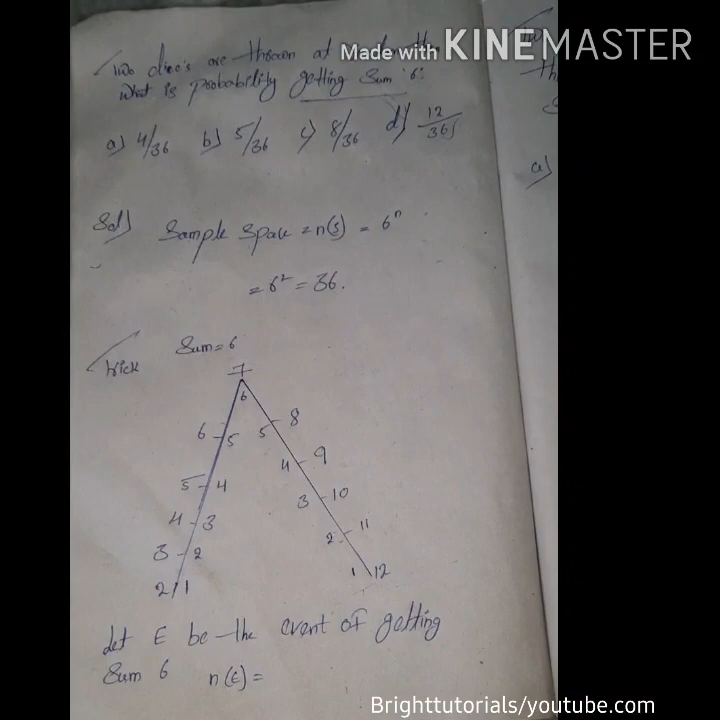 Two dice's are thrown at
what is probability getting Sum '6'.
a) 4/36 b) 5/36 c) 8/36 d) 12/36
Made with KINEMASTER
a)
Sol) Sample Space = n(s) = 6ⁿ
= 6² = 36.
Trick Sum = 6
7
6
6 5 5 8
5 4 4 9
4 3 3 10
3 2 2 11
2 1 1 12
Let E be the event of getting
Sum 6 n(E) =
Brighttutorials/youtube.com